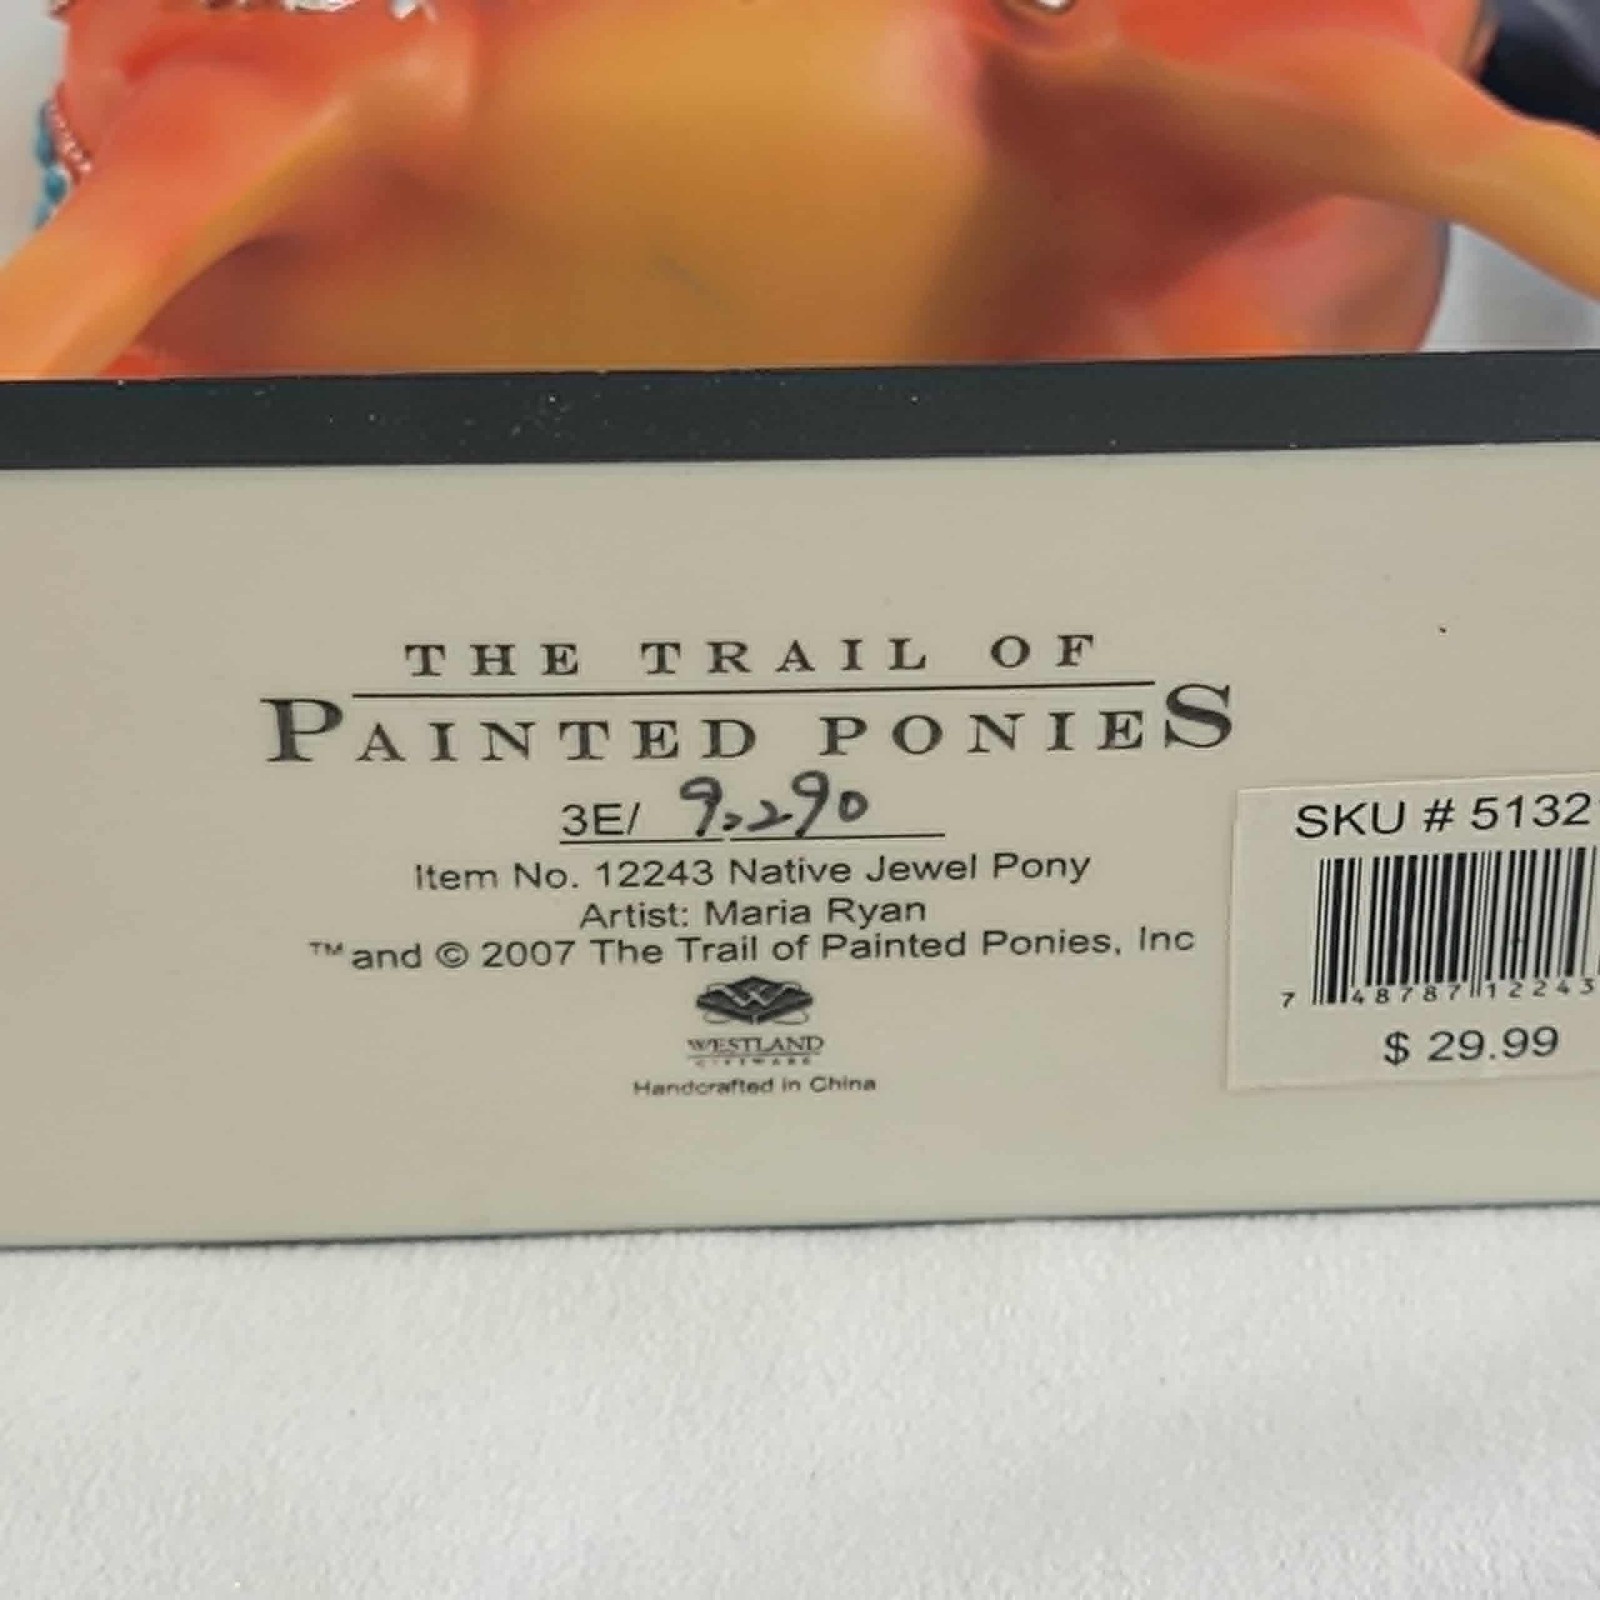 THE TRAIL OF
PAINTED PONIES
3E/ 9,290
Item No. 12243 Native Jewel Pony
Artist: Maria Ryan
™ and © 2007 The Trail of Painted Ponies, Inc
WESTLAND
GIFTWARE
Handcrafted in China
SKU # 5132
7 48787 12243
$ 29.99